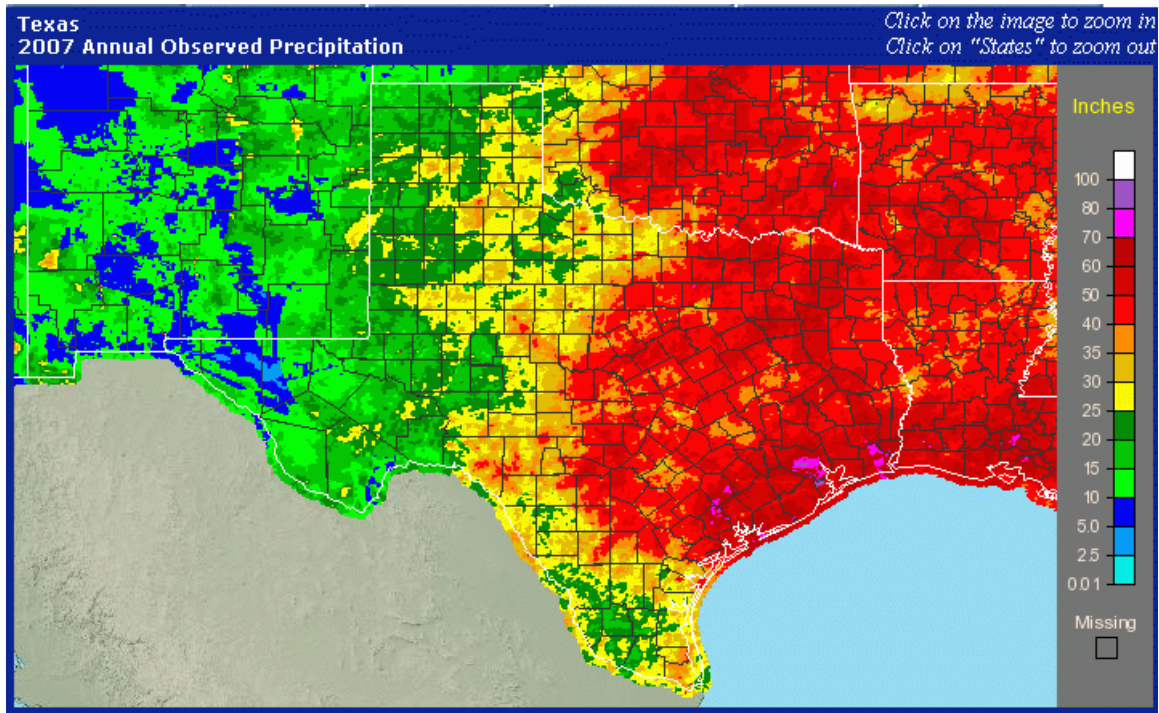 Texas
2007 Annual Observed Precipitation
Click on the image to zoom in
Click on "States" to zoom out
Inches
100
80
70
60
50
40
35
30
25
20
15
10
5.0
2.5
0.01
Missing